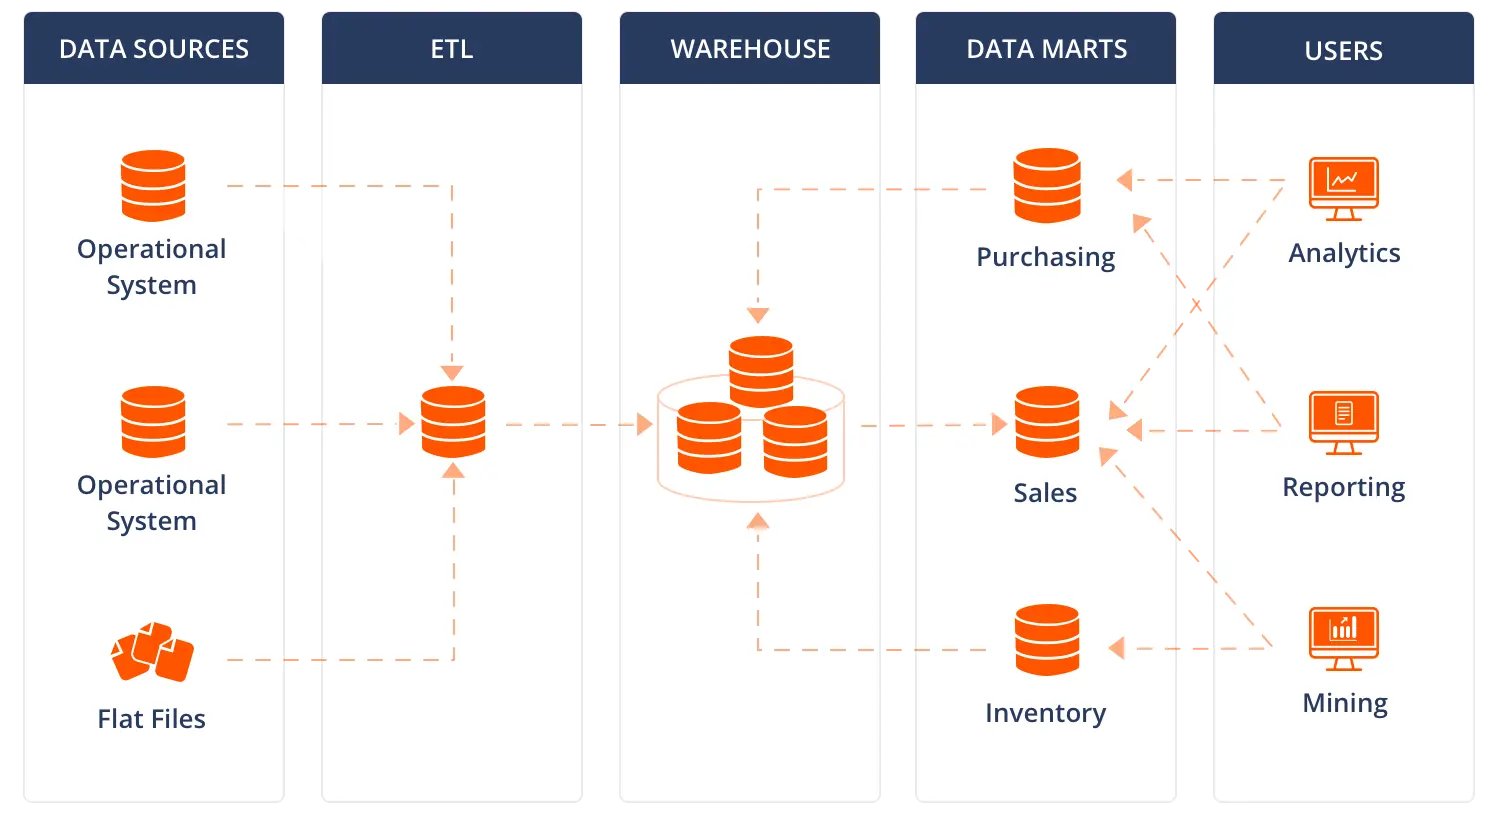 DATA SOURCES
ETL
WAREHOUSE
DATA MARTS
USERS
Operational
System
Operational
System
Flat Files
Purchasing
Sales
Inventory
Analytics
Reporting
Mining